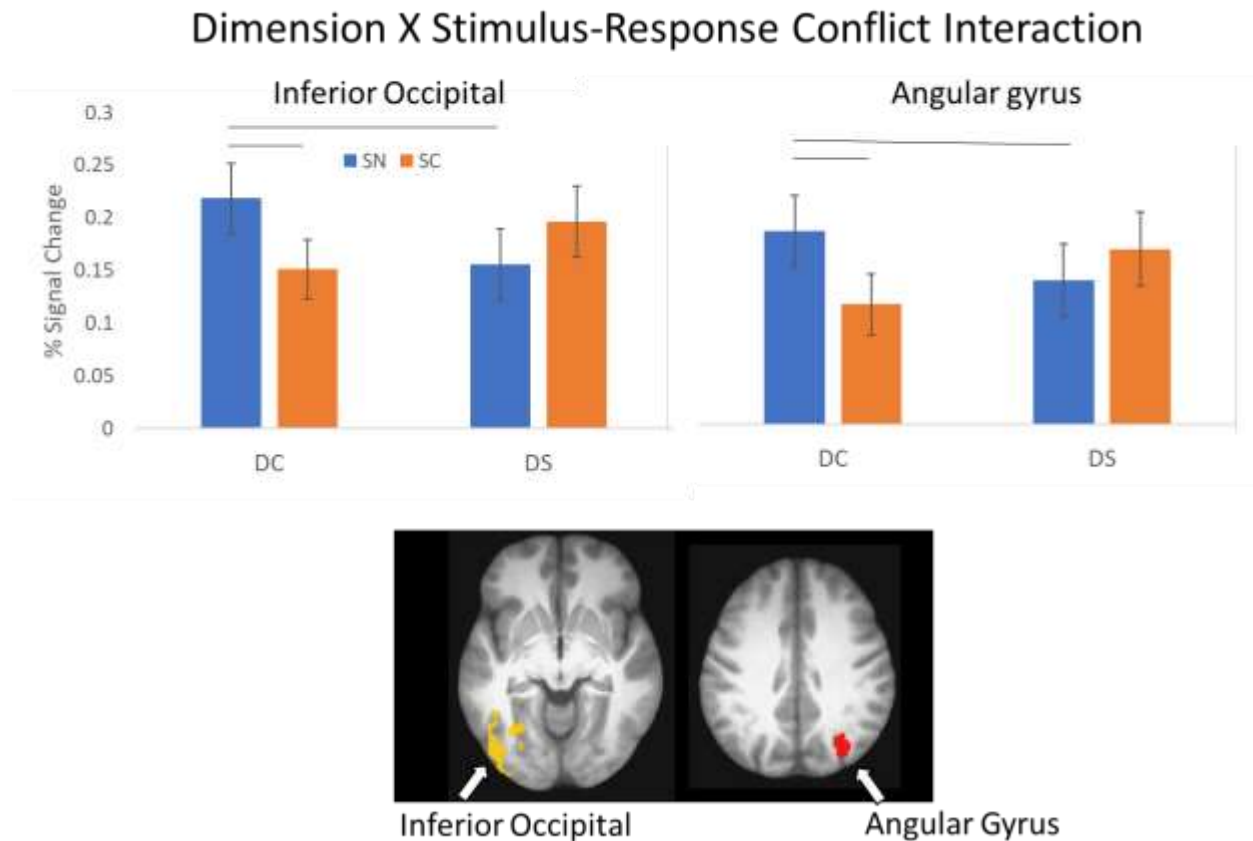 Dimension X Stimulus-Response Conflict Interaction
Inferior Occipital
Angular gyrus
% Signal Change
0.3
0.25
0.2
0.15
0.1
0.05
0
SN SC
DC DS
DC DS
Inferior Occipital
Angular Gyrus